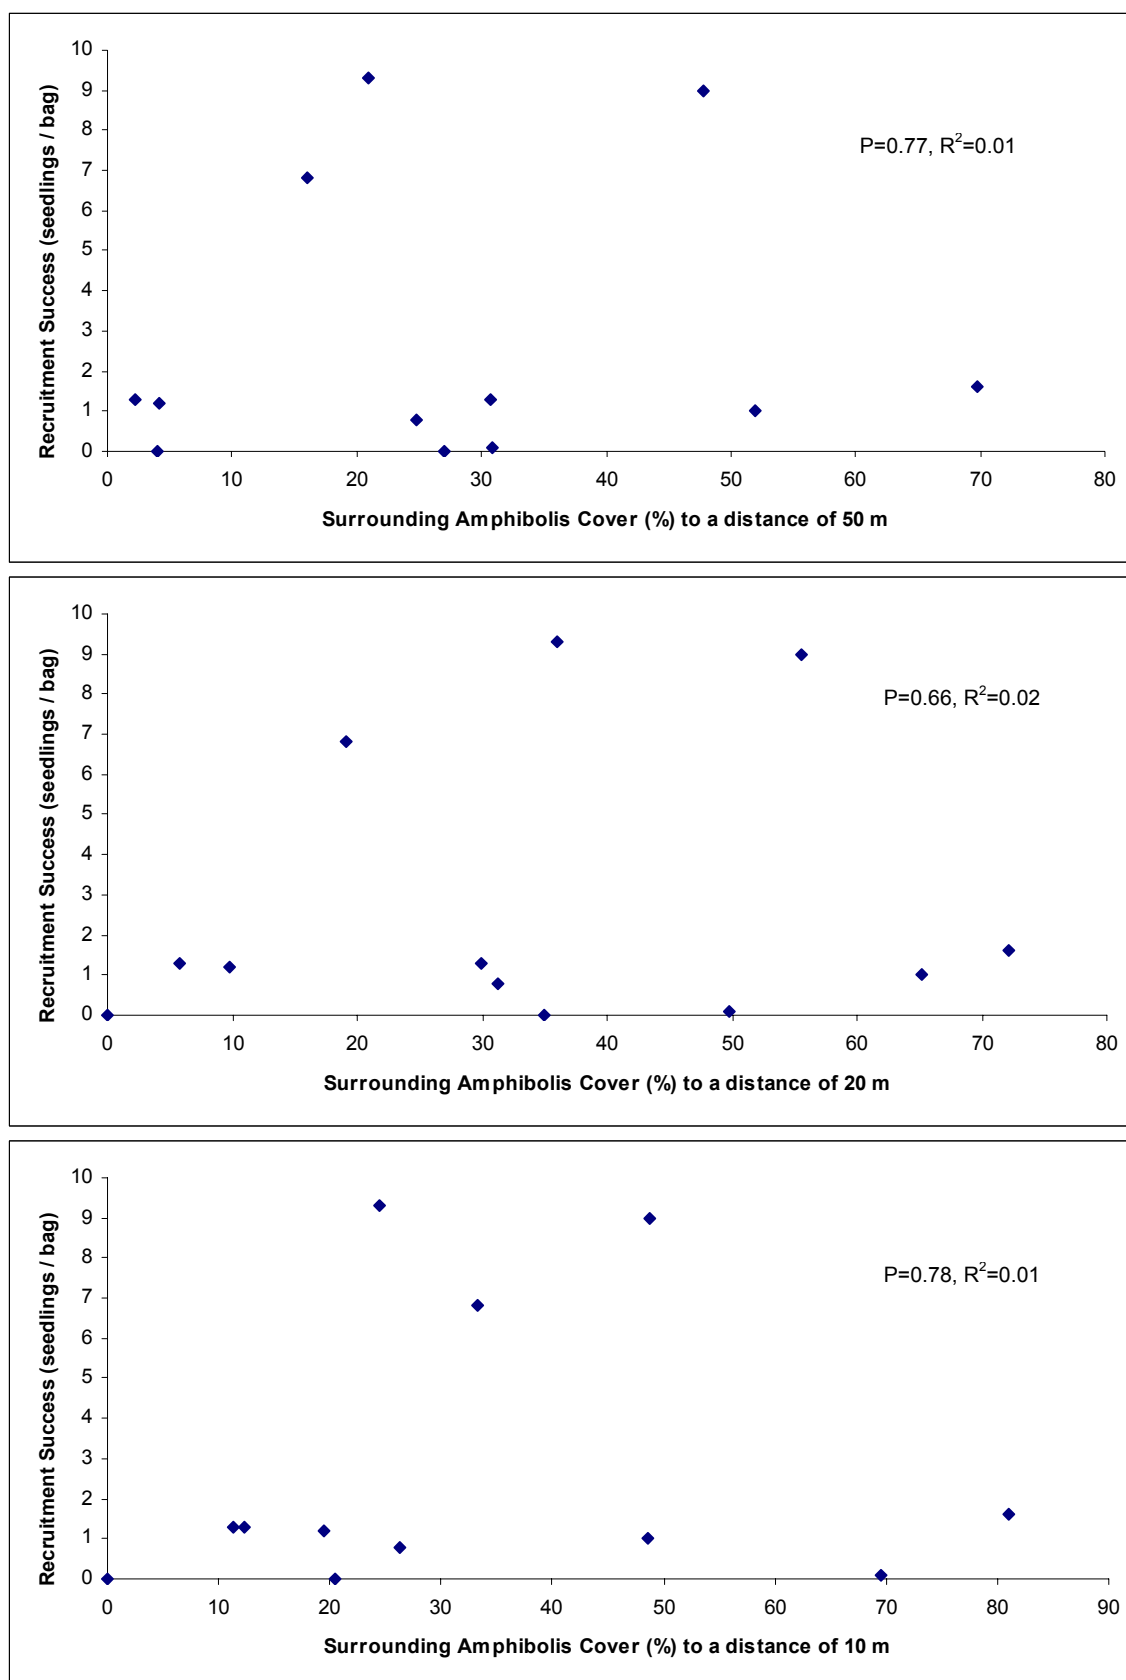 10
9
8
7
6
5
4
3
2
1
0
Recruitment Success (seedlings / bag)
P=0.77, R²=0.01
0 10 20 30 40 50 60 70 80
Surrounding Amphibolis Cover (%) to a distance of 50 m
10
9
8
7
6
5
4
3
2
1
0
Recruitment Success (seedlings / bag)
P=0.66, R²=0.02
0 10 20 30 40 50 60 70 80
Surrounding Amphibolis Cover (%) to a distance of 20 m
10
9
8
7
6
5
4
3
2
1
0
Recruitment Success (seedlings / bag)
P=0.78, R²=0.01
0 10 20 30 40 50 60 70 80 90
Surrounding Amphibolis Cover (%) to a distance of 10 m